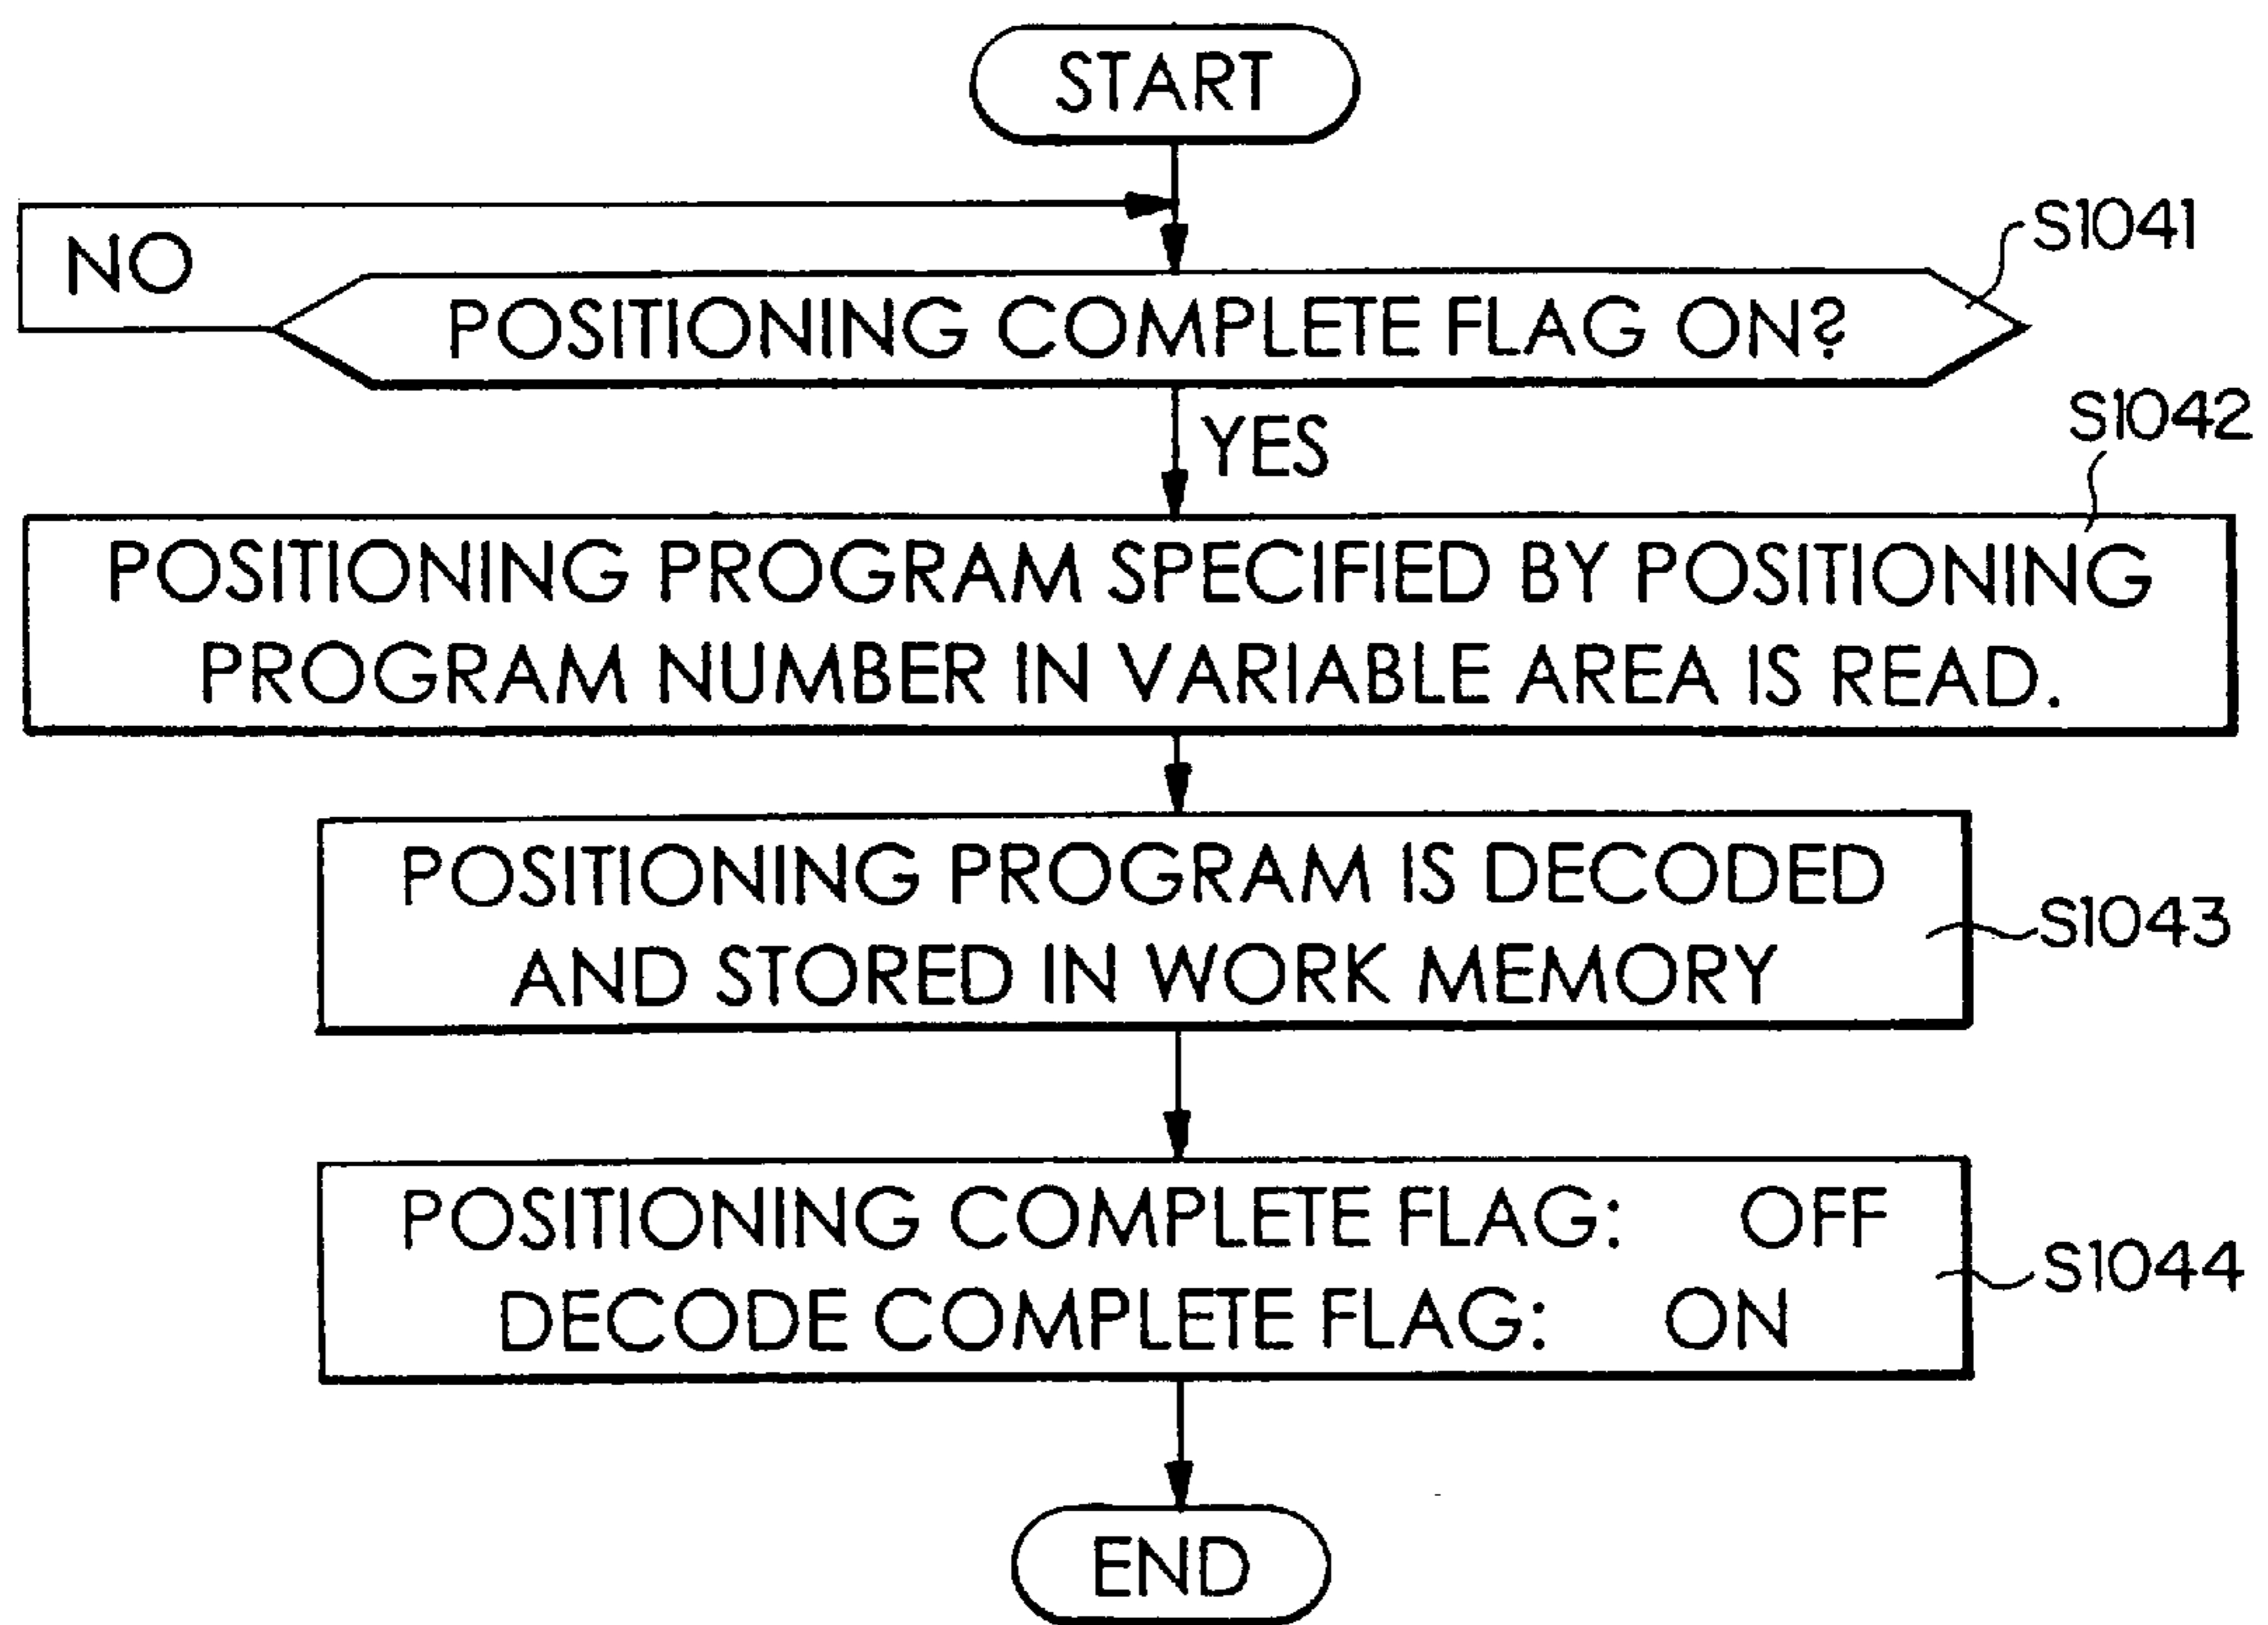 START
NO
S1041
POSITIONING COMPLETE FLAG ON?
YES
S1042
POSITIONING PROGRAM SPECIFIED BY POSITIONING
PROGRAM NUMBER IN VARIABLE AREA IS READ.
POSITIONING PROGRAM IS DECODED
AND STORED IN WORK MEMORY
S1043
POSITIONING COMPLETE FLAG: OFF
DECODE COMPLETE FLAG: ON
S1044
END